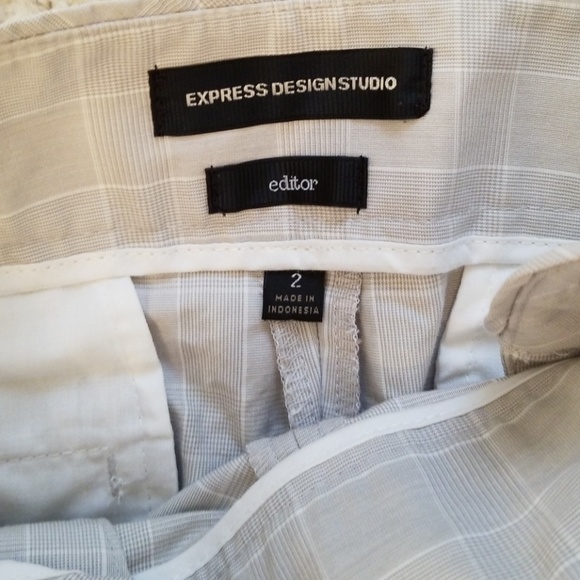 EXPRESS DESIGN STUDIO
editor
2
MADE IN
INDONESIA